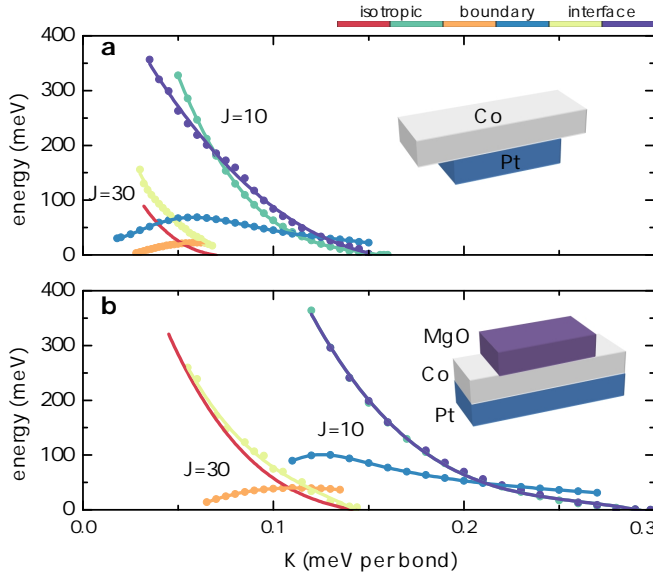 isotropic boundary interface
a
400
300
200
100
0
energy (meV)
J=10
J=30
Co
Pt
b
400
300
200
100
0
energy (meV)
J=10
J=30
MgO
Co
Pt
0.0 0.1 0.2 0.3
K (meV per bond)